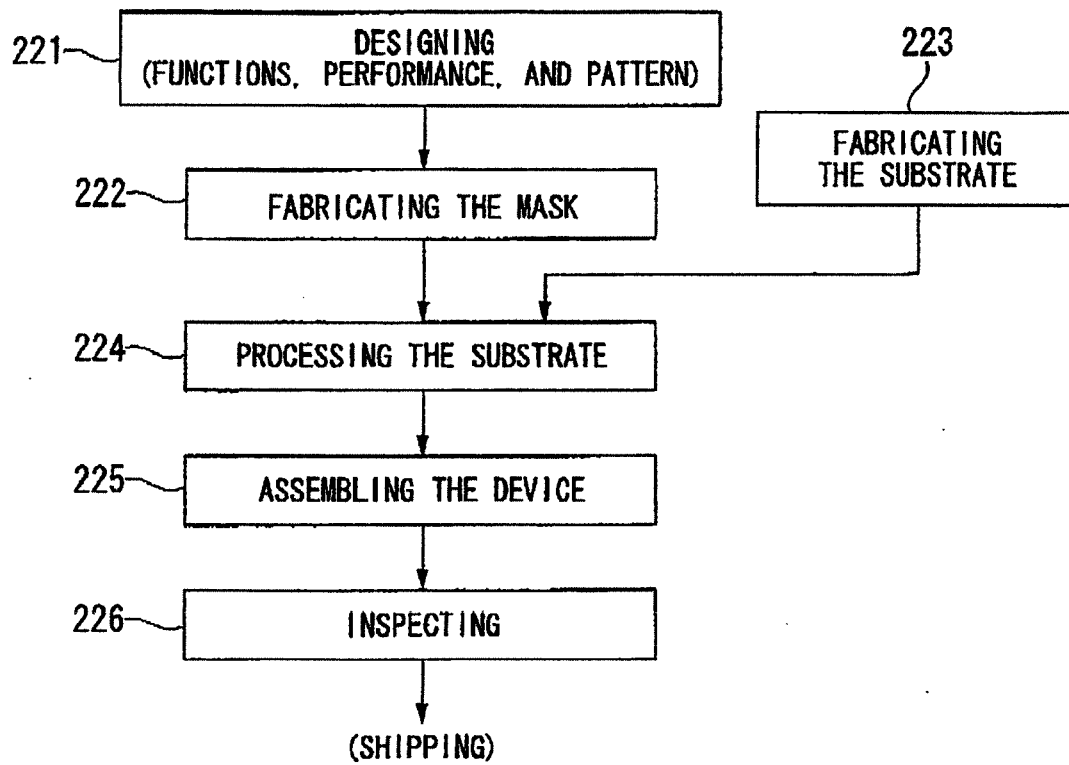 221
DESIGNING
(FUNCTIONS, PERFORMANCE, AND PATTERN)
223
FABRICATING
THE SUBSTRATE
222
FABRICATING THE MASK
224
PROCESSING THE SUBSTRATE
225
ASSEMBLING THE DEVICE
226
INSPECTING
(SHIPPING)